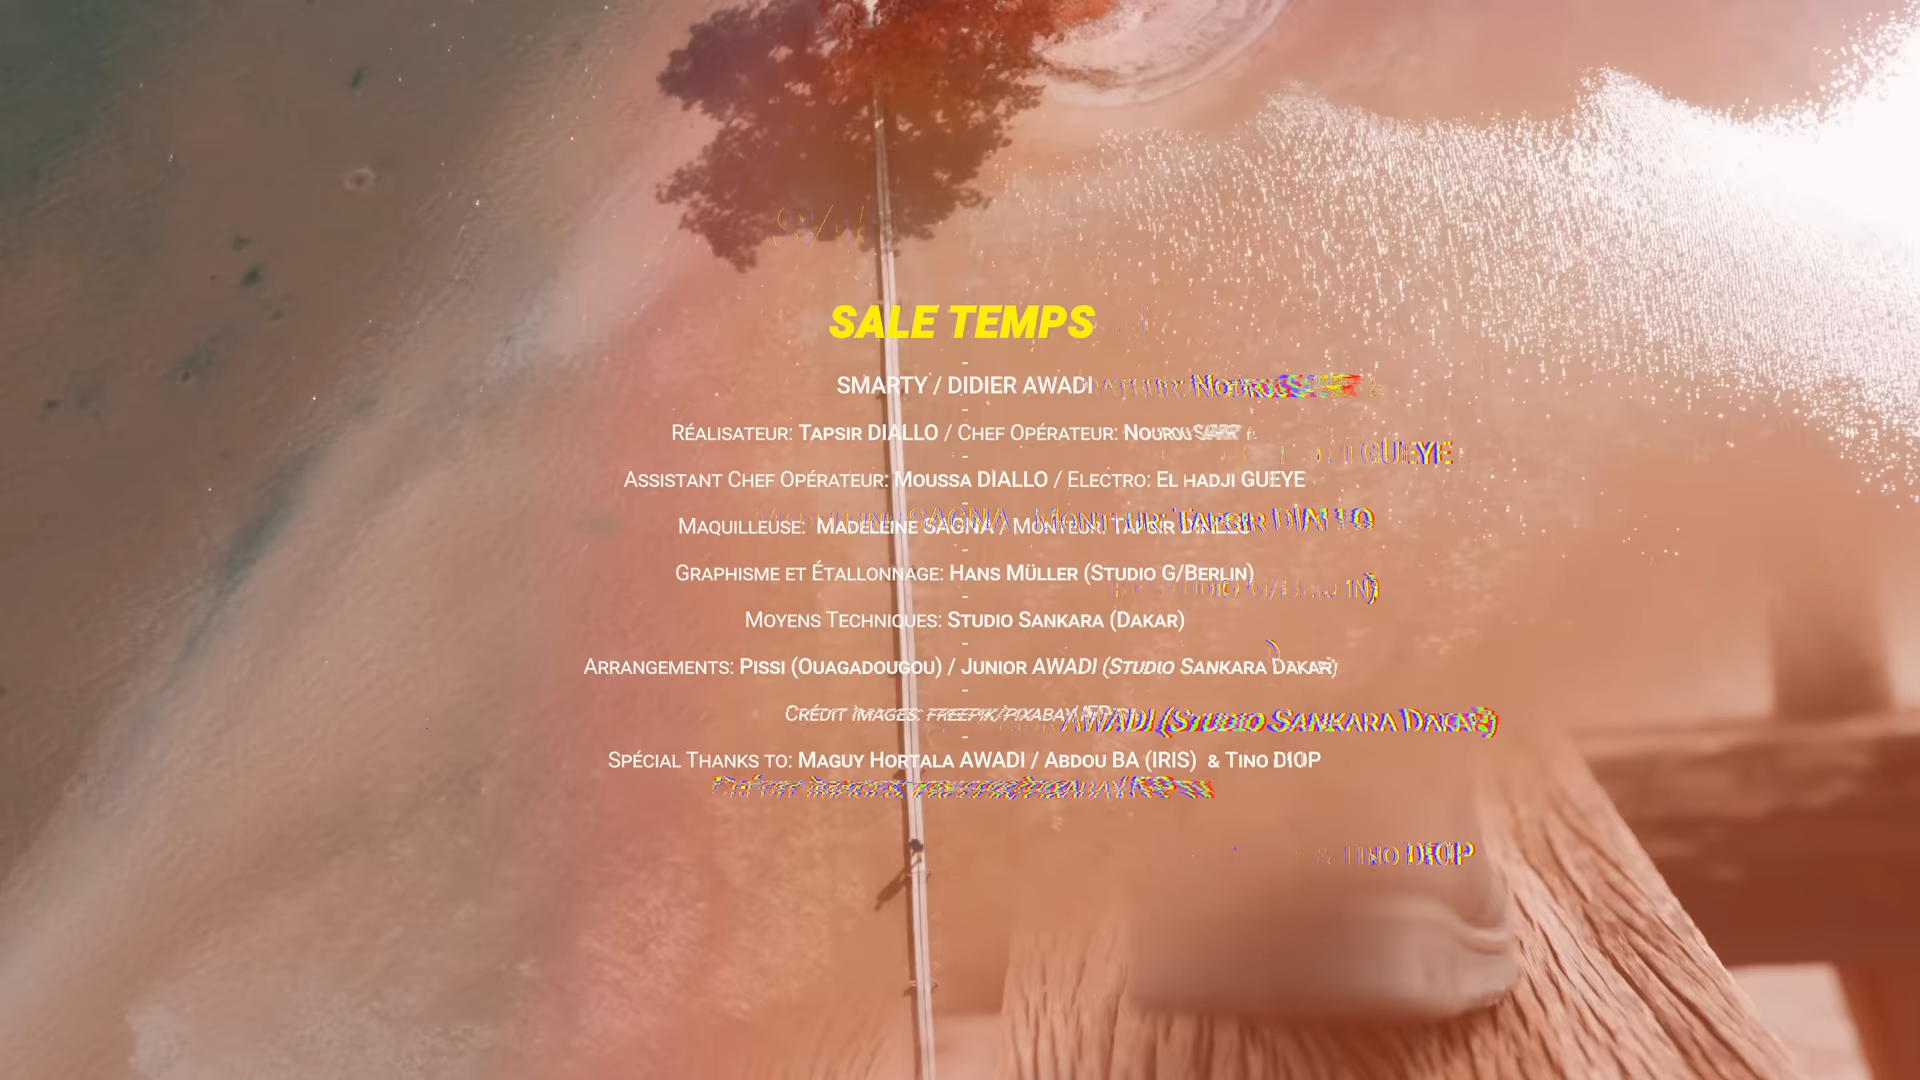 SALE TEMPS
-
SMARTY / DIDIER AWADI
-
RÉALISATEUR: TAPSIR DIALLO / CHEF OPÉRATEUR:
-
ASSISTANT CHEF OPÉRATEUR: MOUSSA DIALLO / ELECTRO: EL HADJI GUEYE
-
MAQUILLEUSE: MADELEINE SAGNA / MONTEUR: TAPSIR DIALLO
-
GRAPHISME ET ÉTALLONNAGE: HANS MÜLLER (STUDIO G/BERLIN)
-
MOYENS TECHNIQUES: STUDIO SANKARA (DAKAR)
-
ARRANGEMENTS: PISSI (OUAGADOUGOU) / JUNIOR AWADI (STUDIO SANKARA DAKAR)
-
CRÉDIT IMAGES: FREEPIK/PIXABAY
-
SPÉCIAL THANKS TO: MAGUY HORTALA AWADI / ABDOU BA (IRIS) & TINO DIOP